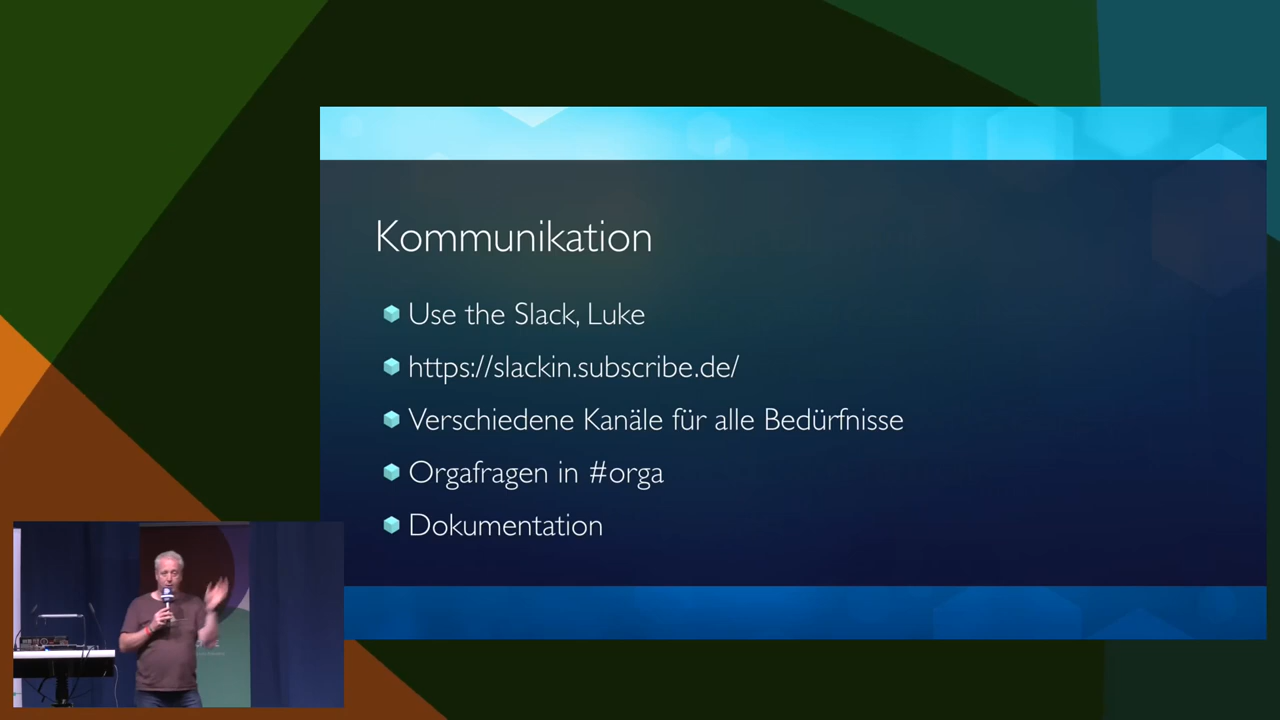 Kommunikation
Use the Slack, Luke
https://slackin.subscribe.de/
Verschiedene Kanäle für alle Bedürfnisse
Orgafragen in #orga
Dokumentation